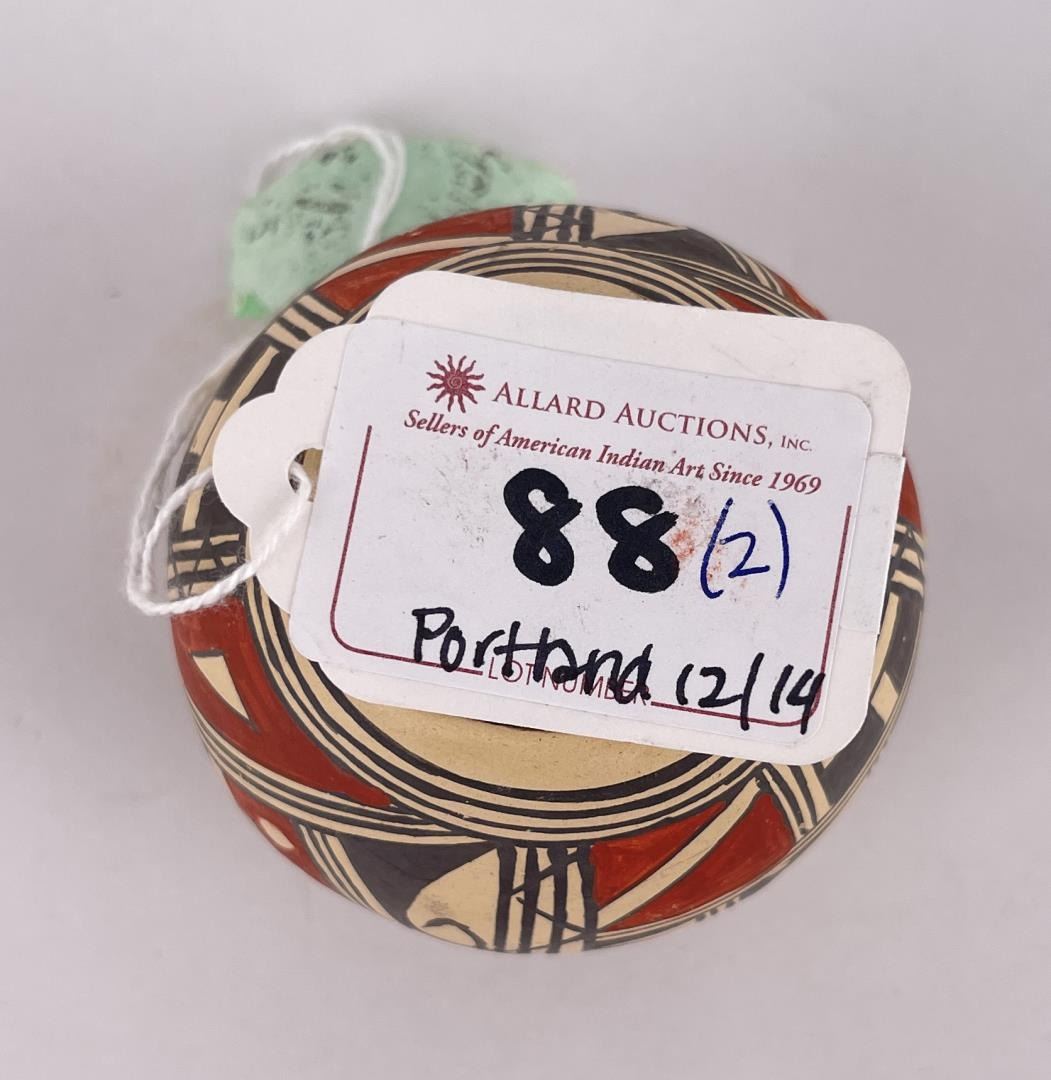 ALLARD AUCTIONS, INC.
Sellers of American Indian Art Since 1969
88 (2)
Portland 12/14
LOT NUMBER